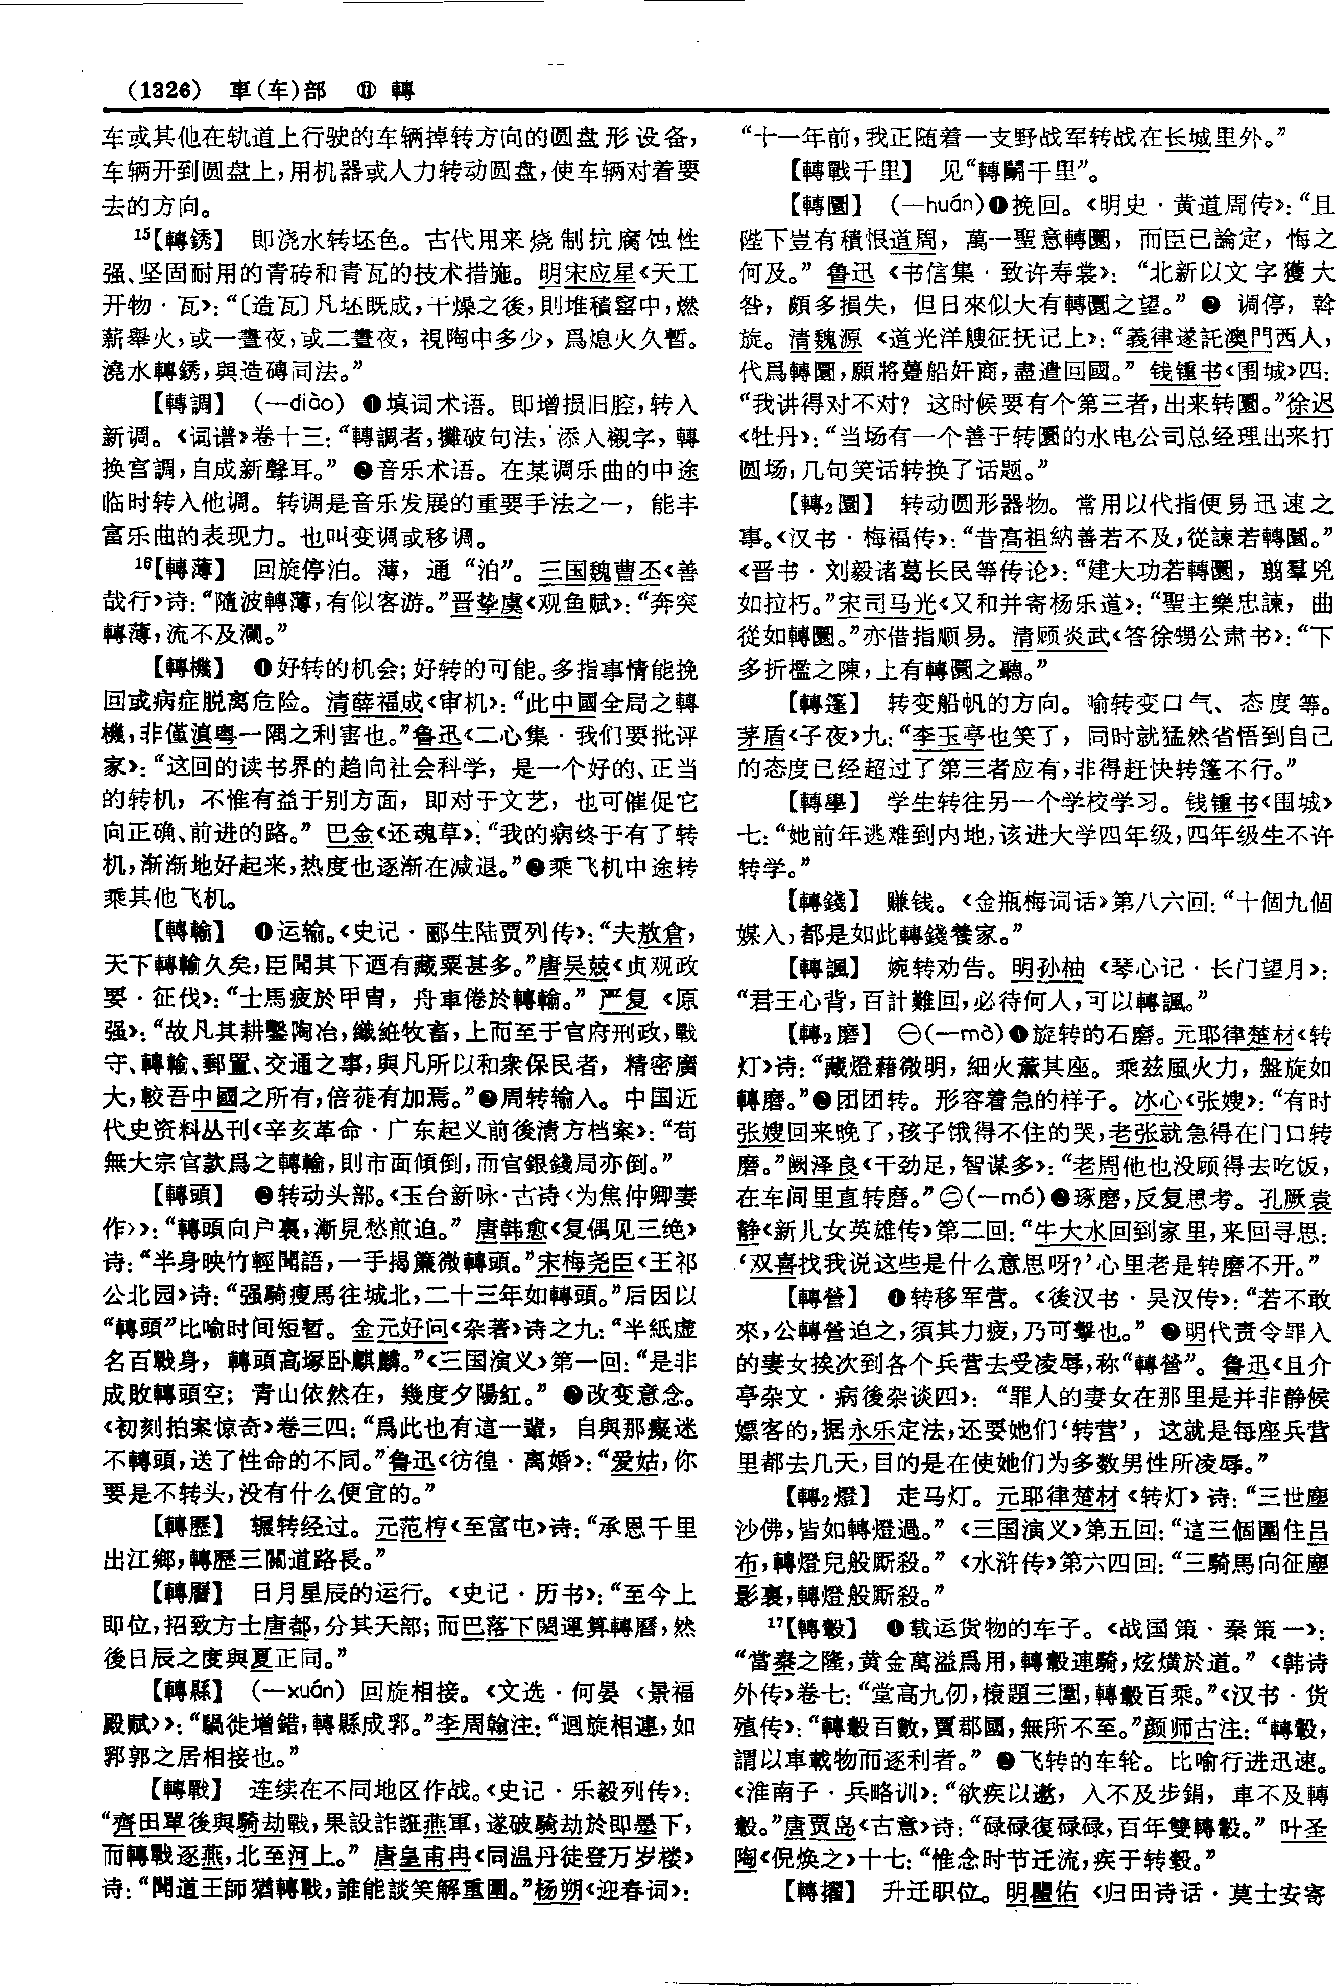 (1326) 車(车)部 ⑪ 轉
车或其他在轨道上行驶的车辆掉转方向的圆盘形设备,
车辆开到圆盘上,用机器或人力转动圆盘,使车辆对着要
去的方向。
15【轉銹】 即浇水转坯色。古代用来烧制抗腐蚀性
强、坚固耐用的青砖和青瓦的技术措施。明宋应星《天工
开物·瓦》:“〔造瓦〕凡坯既成,干燥之後,則堆積窰中,燃
薪舉火,或一晝夜,或二晝夜,視陶中多少,爲熄火久暫。
澆水轉銹,與造磚同法。”
【轉調】 (—diào) ❶填词术语。即增损旧腔,转入
新调。《词谱》卷十三:“轉調者,攤破句法,添入襯字,轉
换宫調,自成新聲耳。” ❷音乐术语。在某调乐曲的中途
临时转入他调。转调是音乐发展的重要手法之一,能丰
富乐曲的表现力。也叫变调或移调。
16【轉薄】 回旋停泊。薄,通“泊”。三国魏曹丕《善
哉行》诗:“隨波轉薄,有似客游。”晋挚虞《观鱼赋》:“奔突
轉薄,流不及瀾。”
【轉機】 ❶好转的机会;好转的可能。多指事情能挽
回或病症脱离危险。清薛福成《审机》:“此中國全局之轉
機,非僅滇粤一隅之利害也。”鲁迅《二心集·我们要批评
家》:“这回的读书界的趋向社会科学,是一个好的、正当
的转机,不惟有益于别方面,即对于文艺,也可催促它
向正确、前进的路。” 巴金《还魂草》:“我的病终于有了转
机,渐渐地好起来,热度也逐渐在减退。”❷乘飞机中途转
乘其他飞机。
【轉輸】 ❶运输。《史记·郦生陆贾列传》:“夫敖倉,
天下轉輸久矣,臣聞其下迺有藏粟甚多。”唐吴兢《贞观政
要·征伐》:“士馬疲於甲胄,舟車倦於轉輸。” 严复《原
强》:“故凡其耕鑿陶冶,織紝牧畜,上而至于官府刑政,戰
守、轉輸、郵置、交通之事,與凡所以和衆保民者,精密廣
大,較吾中國之所有,倍蓰有加焉。”❷周转输入。中国近
代史资料丛刊《辛亥革命·广东起义前後清方档案》:“苟
無大宗官款爲之轉輸,則市面傾倒,而官銀錢局亦倒。”
【轉頭】 ❶转动头部。《玉台新咏·古诗〈为焦仲卿妻
作〉》:“轉頭向户裏,漸見愁煎迫。” 唐韩愈《复偶见三绝》
诗:“半身映竹輕聞語,一手揭簾微轉頭。”宋梅尧臣《王祁
公北园》诗:“强騎瘦馬往城北,二十三年如轉頭。”后因以
“轉頭”比喻时间短暂。金元好问《杂著》诗之九:“半紙虚
名百戰身,轉頭高塚卧麒麟。”《三国演义》第一回:“是非
成敗轉頭空;青山依然在,幾度夕陽紅。” ❷改变意念。
《初刻拍案惊奇》卷三四:“爲此也有這一輩,自與那癡迷
不轉頭,送了性命的不同。”鲁迅《彷徨·离婚》:“爱姑,你
要是不转头,没有什么便宜的。”
【轉歷】 辗转经过。元范梈《至富屯》诗:“承恩千里
出江鄉,轉歷三關道路長。”
【轉曆】 日月星辰的运行。《史记·历书》:“至今上
即位,招致方士唐都,分其天部;而巴落下閎運算轉曆,然
後日辰之度與夏正同。”
【轉縣】 (—xuán) 回旋相接。《文选·何晏〈景福
殿赋〉》:“騧徙增錯,轉縣成郛。”李周翰注:“迴旋相連,如
郛郭之居相接也。”
【轉戰】 连续在不同地区作战。《史记·乐毅列传》:
“齊田單後與騎劫戰,果設詐誑燕軍,遂破騎劫於即墨下,
而轉戰逐燕,北至河上。” 唐皇甫冉《同温丹徒登万岁楼》
诗:“聞道王師猶轉戰,誰能談笑解重圍。”杨朔《迎春词》:
“十一年前,我正随着一支野战军转战在长城里外。”
【轉戰千里】 见“轉鬬千里”。
【轉圜】 (—huán)❶挽回。《明史·黄道周传》:“且
陛下豈有積恨道周,萬一聖意轉圜,而臣已論定,悔之
何及。” 鲁迅《书信集·致许寿裳》:“北新以文字獲大
咎,頗多損失,但日來似大有轉圜之望。” ❷ 调停,斡
旋。清魏源《道光洋艘征抚记上》:“義律遂託澳門西人,
代爲轉圜,願將躉船奸商,盡遣回國。” 钱锺书《围城》四:
“我讲得对不对?这时候要有个第三者,出来转圜。”徐迟
《牡丹》:“当场有一个善于转圜的水电公司总经理出来打
圆场,几句笑话转换了话题。”
【轉2圜】 转动圆形器物。常用以代指便易迅速之
事。《汉书·梅福传》:“昔高祖納善若不及,從諫若轉圜。”
《晋书·刘毅诸葛长民等传论》:“建大功若轉圜,翦羣兇
如拉朽。”宋司马光《又和并寄杨乐道》:“聖主樂忠諫,曲
從如轉圜。”亦借指顺易。清顾炎武《答徐甥公肃书》:“下
多折檻之陳,上有轉圜之聽。”
【轉篷】 转变船帆的方向。喻转变口气、态度等。
茅盾《子夜》九:“李玉亭也笑了,同时就猛然省悟到自己
的态度已经超过了第三者应有,非得赶快转篷不行。”
【轉學】 学生转往另一个学校学习。钱锺书《围城》
七:“她前年逃难到内地,该进大学四年级,四年级生不许
转学。”
【轉錢】 赚钱。《金瓶梅词话》第八六回:“十個九個
媒人,都是如此轉錢養家。”
【轉諷】 婉转劝告。明孙柚《琴心记·长门望月》:
“君王心背,百計難回,必待何人,可以轉諷。”
【轉2磨】 ㊀(—mò)❶旋转的石磨。元耶律楚材《转
灯》诗:“藏燈藉微明,細火薰其座。乘兹風火力,盤旋如
轉磨。”❷团团转。形容着急的样子。冰心《张嫂》:“有时
张嫂回来晚了,孩子饿得不住的哭,老张就急得在门口转
磨。”阙泽良《干劲足,智谋多》:“老周他也没顾得去吃饭,
在车间里直转磨。”㊁(—mó)❷琢磨,反复思考。孔厥袁
静《新儿女英雄传》第二回:“牛大水回到家里,来回寻思:
‘双喜找我说这些是什么意思呀?’心里老是转磨不开。”
【轉營】 ❶转移军营。《後汉书·吴汉传》:“若不敢
來,公轉營迫之,須其力疲,乃可擊也。” ❷明代责令罪人
的妻女挨次到各个兵营去受凌辱,称“轉營”。鲁迅《且介
亭杂文·病後杂谈四》:“罪人的妻女在那里是并非静候
嫖客的,据永乐定法,还要她们‘转营’,这就是每座兵营
里都去几天,目的是在使她们为多数男性所凌辱。”
【轉2燈】 走马灯。元耶律楚材《转灯》诗:“三世塵
沙佛,皆如轉燈過。”《三国演义》第五回:“這三個圍住吕
布,轉燈兒般厮殺。”《水浒传》第六四回:“三騎馬向征塵
影裏,轉燈般厮殺。”
17【轉轂】 ❶载运货物的车子。《战国策·秦策一》:
“當秦之隆,黄金萬溢爲用,轉轂連騎,炫熿於道。”《韩诗
外传》卷七:“堂高九仞,榱題三圍,轉轂百乘。”《汉书·货
殖传》:“轉轂百數,賈郡國,無所不至。”颜师古注:“轉轂,
謂以車載物而逐利者。” ❷飞转的车轮。比喻行进迅速。
《淮南子·兵略训》:“欲疾以遬,人不及步鋗,車不及轉
轂。”唐贾岛《古意》诗:“碌碌復碌碌,百年雙轉轂。” 叶圣
陶《倪焕之》十七:“惟念时节迁流,疾于转毂。”
【轉擢】 升迁职位。明瞿佑《归田诗话·莫士安寄